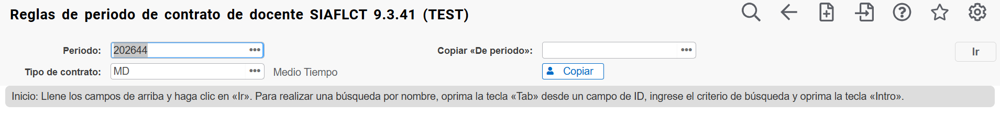 Reglas de periodo de contrato de docente SIAFLCT 9.3.41 (TEST)
Periodo: 202644 ••• Copiar «De periodo»: ••• Ir
Tipo de contrato: MD ••• Medio Tiempo Copiar
Inicio: Llene los campos de arriba y haga clic en «Ir». Para realizar una búsqueda por nombre, oprima la tecla «Tab» desde un campo de ID, ingrese el criterio de búsqueda y oprima la tecla «Intro».